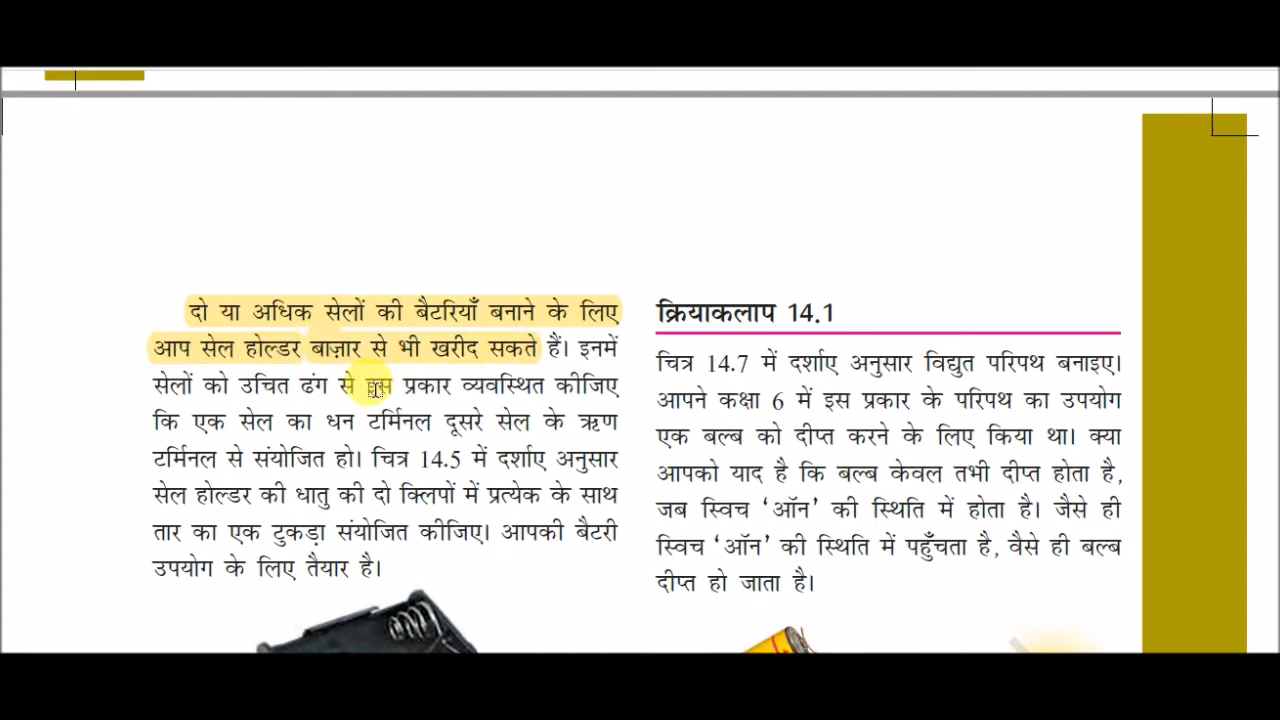 दो या अधिक सेलों की बैटरियाँ बनाने के लिए
आप सेल होल्डर बाज़ार से भी खरीद सकते हैं। इनमें
सेलों को उचित ढंग से इस प्रकार व्यवस्थित कीजिए
कि एक सेल का धन टर्मिनल दूसरे सेल के ऋण
टर्मिनल से संयोजित हो। चित्र 14.5 में दर्शाए अनुसार
सेल होल्डर की धातु की दो क्लिपों में प्रत्येक के साथ
तार का एक टुकड़ा संयोजित कीजिए। आपकी बैटरी
उपयोग के लिए तैयार है।
क्रियाकलाप 14.1
चित्र 14.7 में दर्शाए अनुसार विद्युत परिपथ बनाइए।
आपने कक्षा 6 में इस प्रकार के परिपथ का उपयोग
एक बल्ब को दीप्त करने के लिए किया था। क्या
आपको याद है कि बल्ब केवल तभी दीप्त होता है,
जब स्विच ‘ऑन’ की स्थिति में होता है। जैसे ही
स्विच ‘ऑन’ की स्थिति में पहुँचता है, वैसे ही बल्ब
दीप्त हो जाता है।